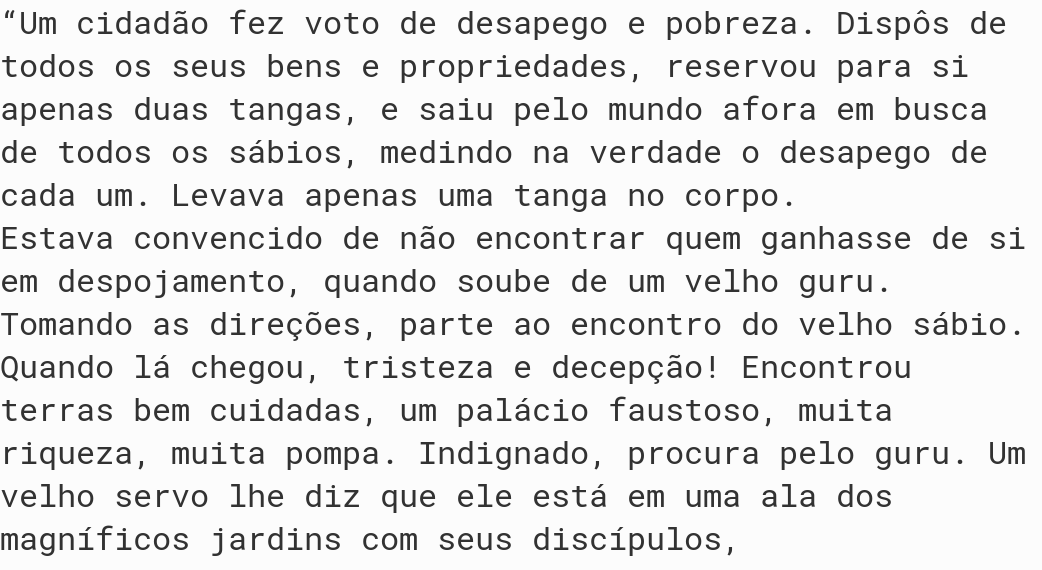 “Um cidadão fez voto de desapego e pobreza. Dispôs de
todos os seus bens e propriedades, reservou para si
apenas duas tangas, e saiu pelo mundo afora em busca
de todos os sábios, medindo na verdade o desapego de
cada um. Levava apenas uma tanga no corpo.
Estava convencido de não encontrar quem ganhasse de si
em despojamento, quando soube de um velho guru.
Tomando as direções, parte ao encontro do velho sábio.
Quando lá chegou, tristeza e decepção! Encontrou
terras bem cuidadas, um palácio faustoso, muita
riqueza, muita pompa. Indignado, procura pelo guru. Um
velho servo lhe diz que ele está em uma ala dos
magníficos jardins com seus discípulos,